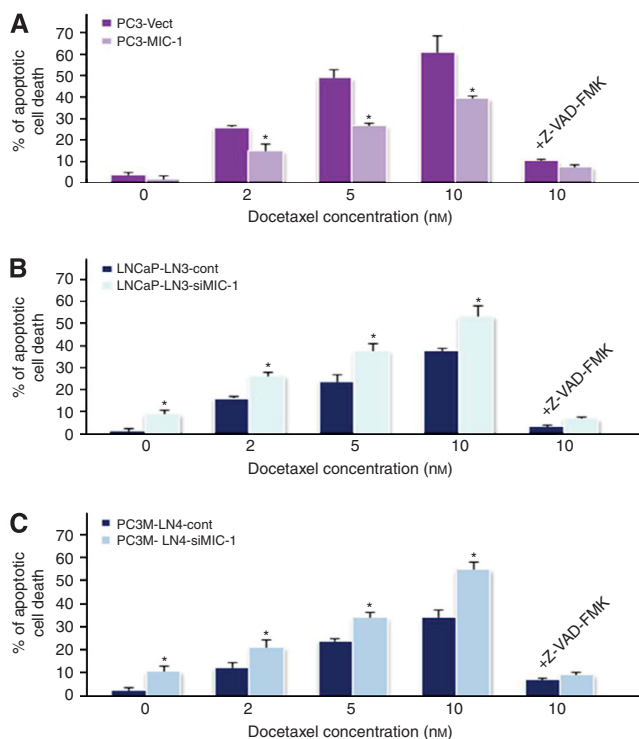 A
PC3-Vect
PC3-MIC-1
% of apoptotic
cell death
70
60
50
40
30
20
10
0
*
*
*
+Z-VAD-FMK
0 2 5 10 10
Docetaxel concentration (nM)
B
LNCaP-LN3-cont
LNCaP-LN3-siMIC-1
% of apoptotic
cell death
70
60
50
40
30
20
10
0
*
*
*
*
+Z-VAD-FMK
0 2 5 10 10
Docetaxel concentration (nM)
C
PC3M-LN4-cont
PC3M- LN4-siMIC-1
% of apoptotic
cell death
70
60
50
40
30
20
10
0
*
*
*
*
+Z-VAD-FMK
0 2 5 10 10
Docetaxel concentration (nM)